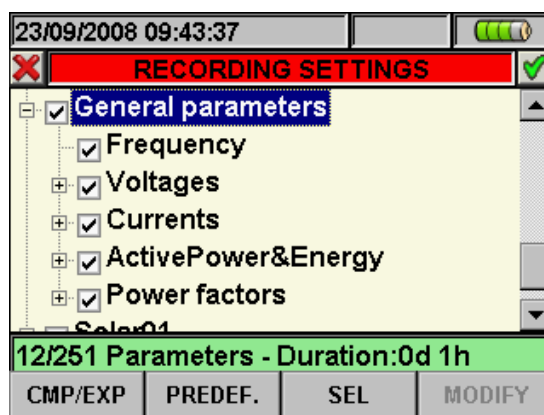 23/09/2008 09:43:37
RECORDING SETTINGS
General parameters
Frequency
Voltages
Currents
ActivePower&Energy
Power factors
Solar01
12/251 Parameters - Duration:0d 1h
CMP/EXP PREDEF. SEL MODIFY